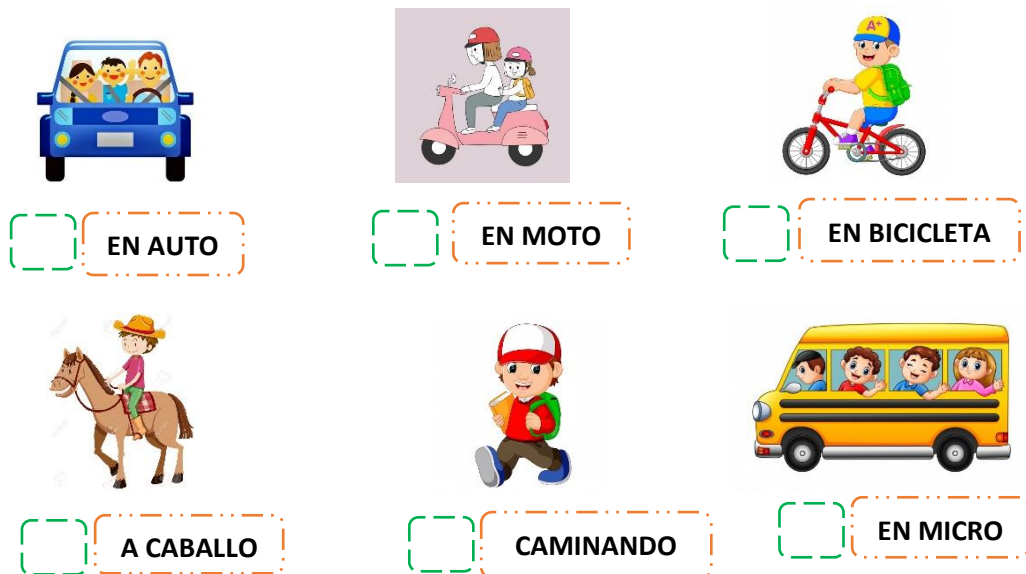 A+
EN AUTO
EN MOTO
EN BICICLETA
A CABALLO
CAMINANDO
EN MICRO